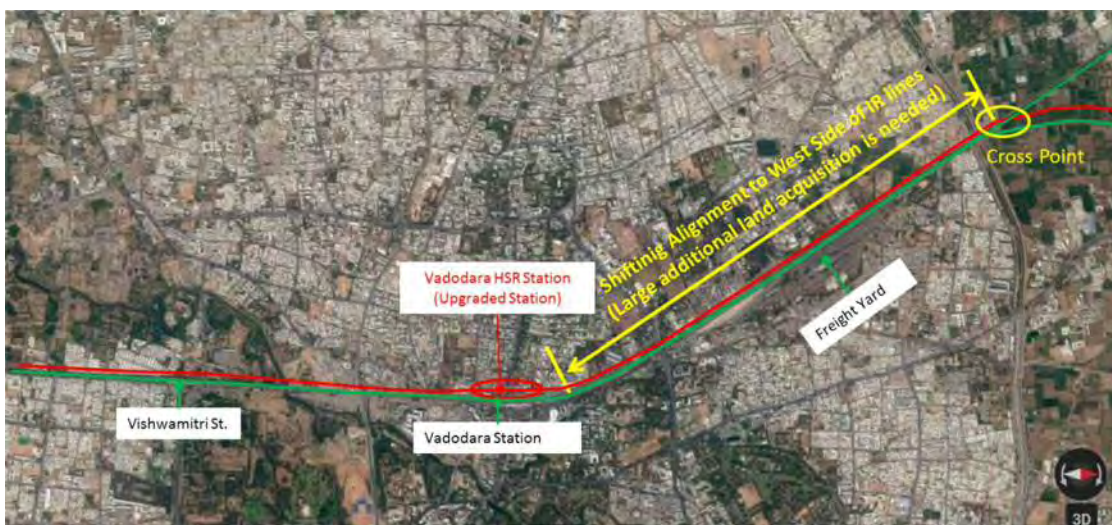 Shiftinig Alignment to West Side of IR lines
(Large additional land acquisition is needed)
Cross Point
Vadodara HSR Station
(Upgraded Station)
Freight Yard
Vishwamitri St.
Vadodara Station
3D